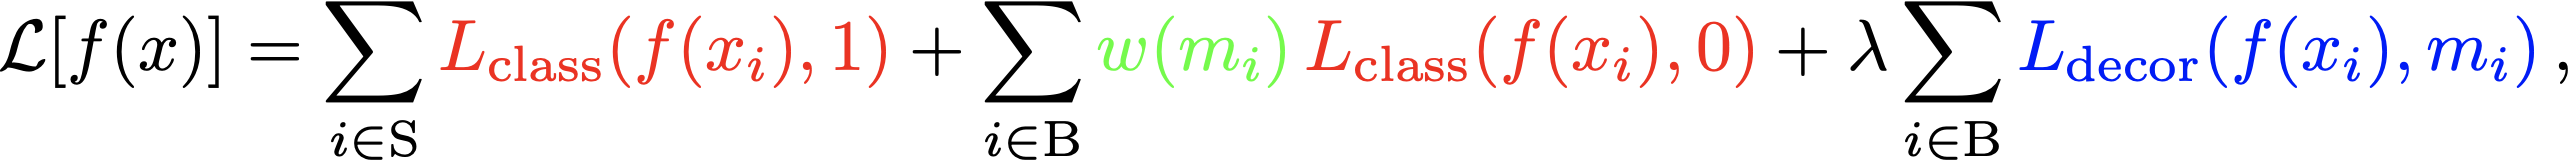 ℒ[f(x)] = ∑_{i∈S} L_class(f(x_i), 1) + ∑_{i∈B} w(m_i) L_class(f(x_i), 0) + λ ∑_{i∈B} L_decor(f(x_i), m_i) ,